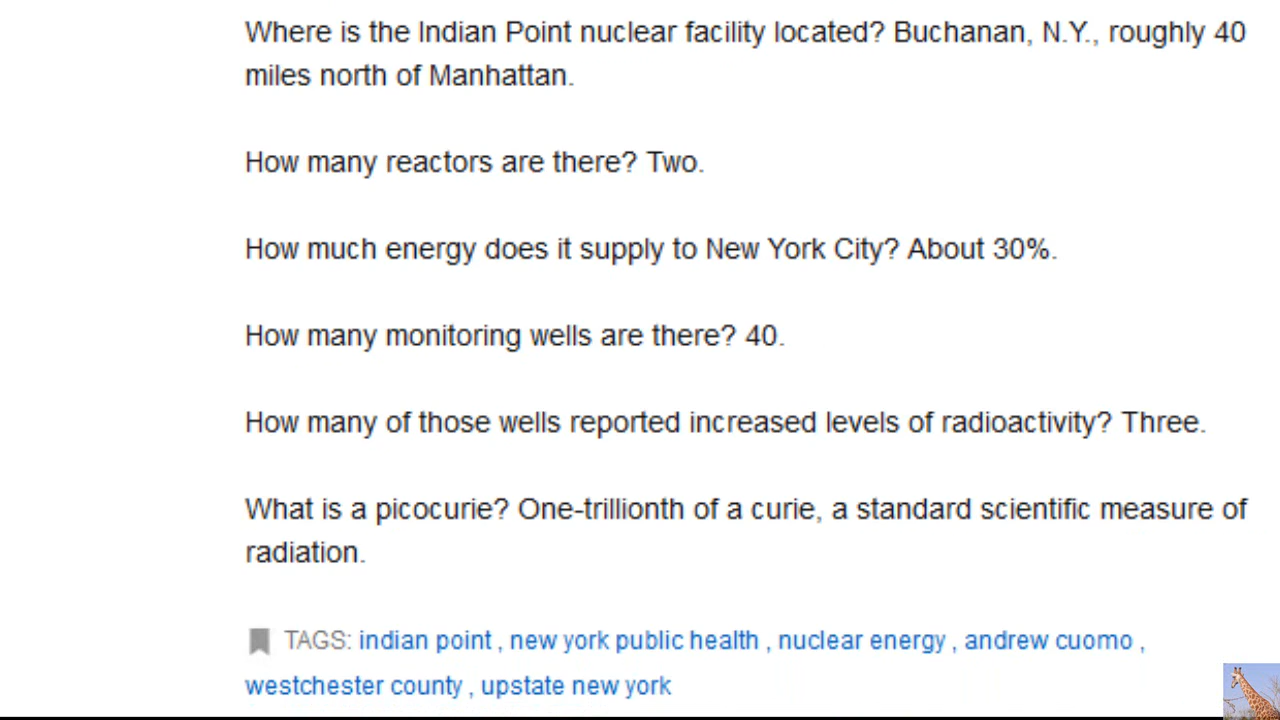 Where is the Indian Point nuclear facility located? Buchanan, N.Y., roughly 40
miles north of Manhattan.
How many reactors are there? Two.
How much energy does it supply to New York City? About 30%.
How many monitoring wells are there? 40.
How many of those wells reported increased levels of radioactivity? Three.
What is a picocurie? One-trillionth of a curie, a standard scientific measure of
radiation.
TAGS: indian point , new york public health , nuclear energy , andrew cuomo ,
westchester county , upstate new york